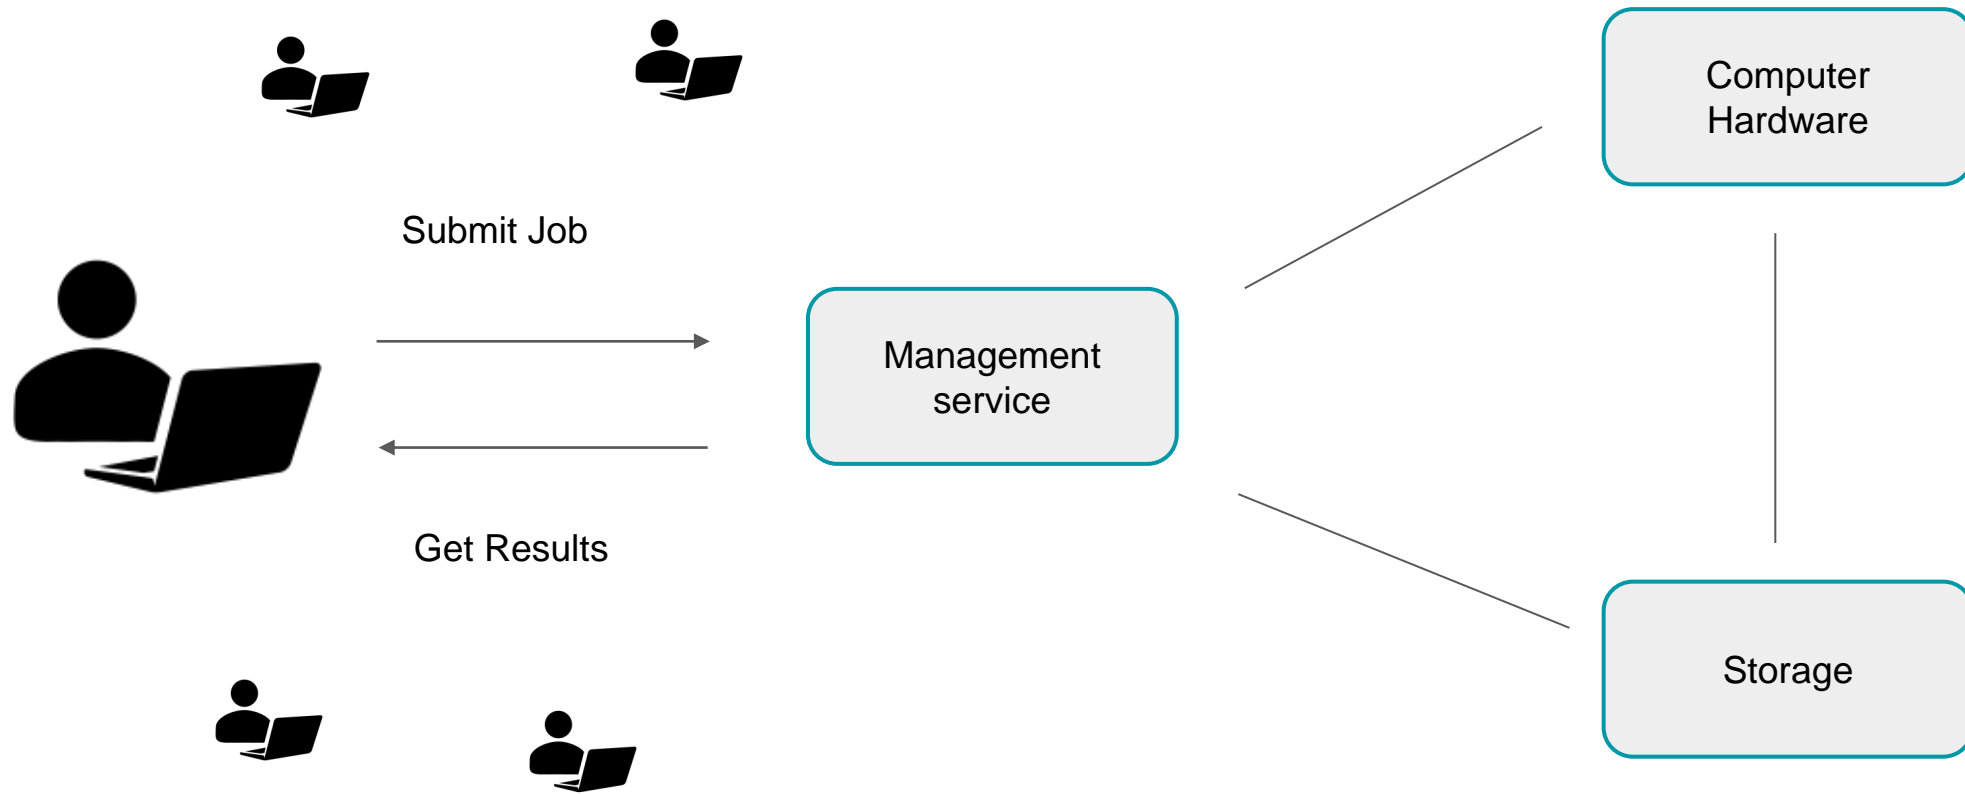 Computer
Hardware
Submit Job
Management
service
Get Results
Storage